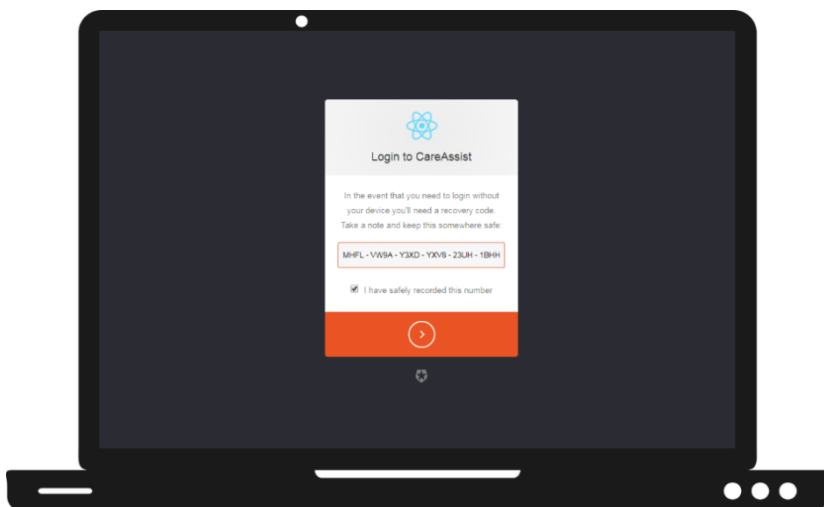 Login to CareAssist
In the event that you need to login without
your device you'll need a recovery code.
Take a note and keep this somewhere safe:
MHFL - VW9A - Y3XD - YXV6 - 23UH - 1BHH
I have safely recorded this number